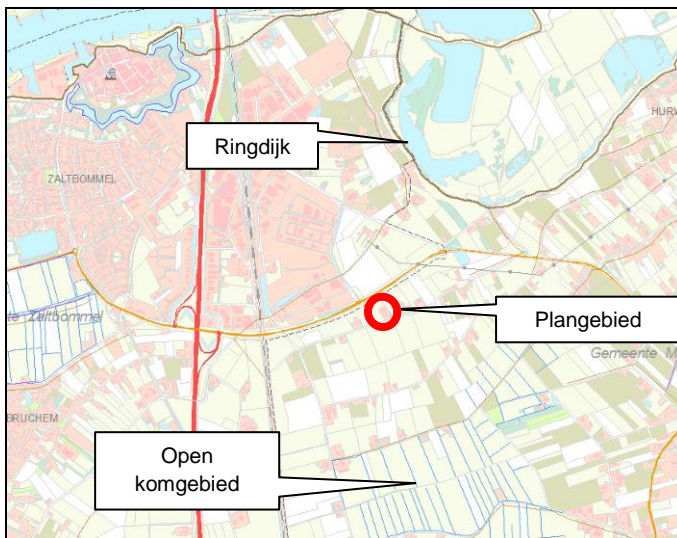 HURW
Ringdijk
ZALTBOMMEL
te Zaltbommel
Plangebied
Gemeente M
BRUCHEM
Open
komgebied